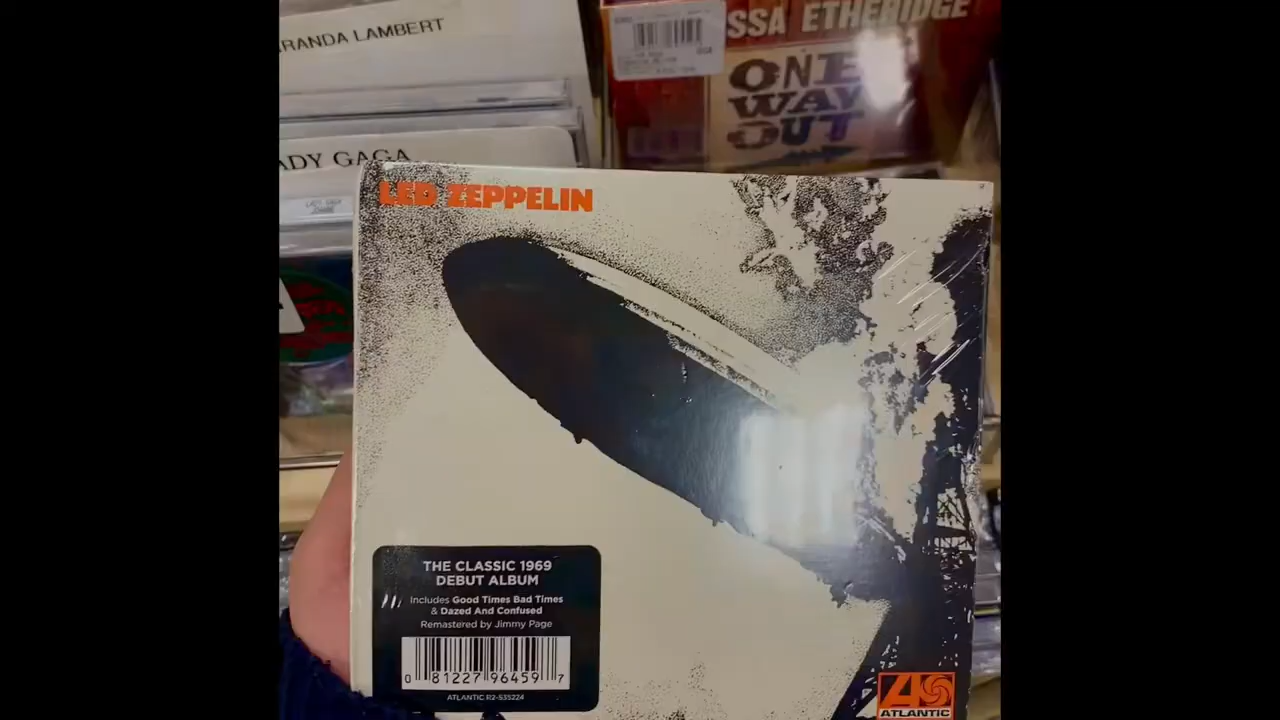 RANDA LAMBERT
SSA ETHERIDGE
ONE
WAY
OUT
ADY GAGA
LED ZEPPELIN
THE CLASSIC 1969
DEBUT ALBUM
Includes Good Times Bad Times
& Dazed And Confused
Remastered by Jimmy Page
0 81227 96459 7
ATLANTIC R2-535224
ATLANTIC